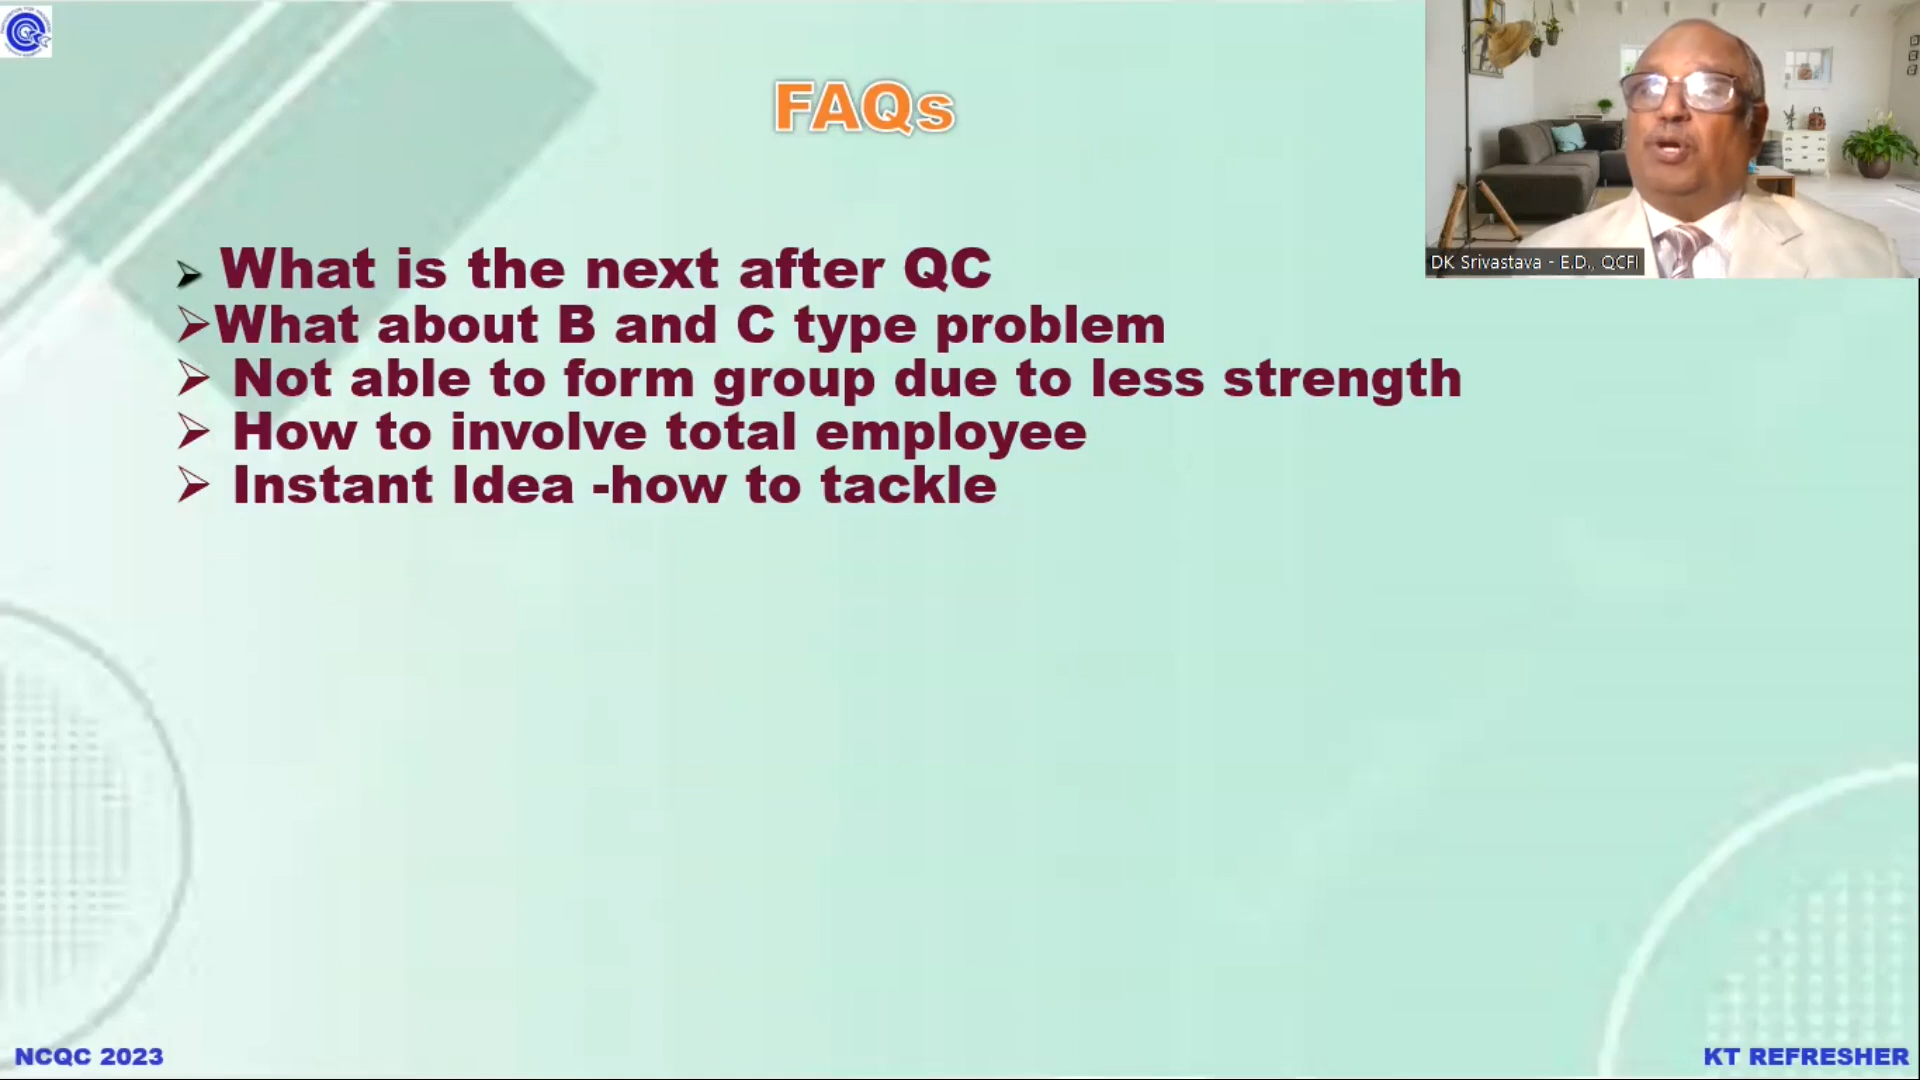 FAQs
What is the next after QC
What about B and C type problem
Not able to form group due to less strength
How to involve total employee
Instant Idea -how to tackle
DK Srivastava - E.D., QCFI
NCQC 2023
KT REFRESHER